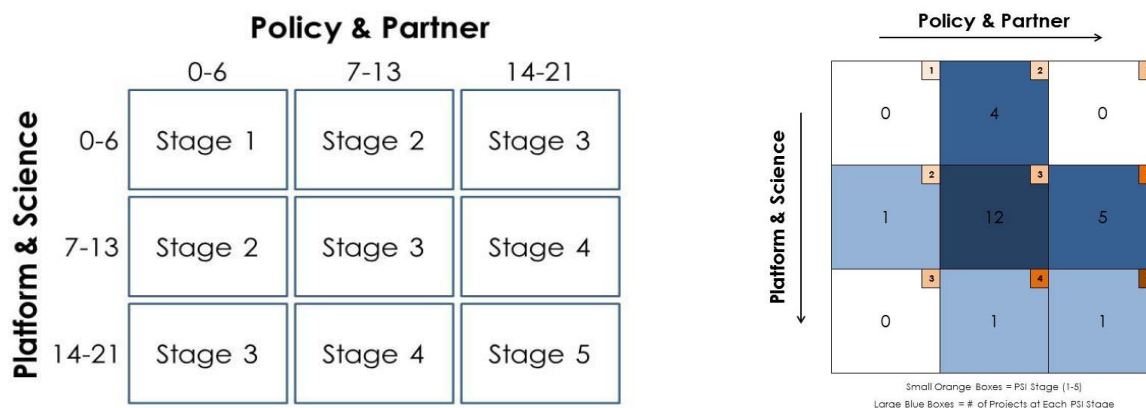 Policy & Partner
0-6 7-13 14-21
Platform & Science
0-6 Stage 1 Stage 2 Stage 3
7-13 Stage 2 Stage 3 Stage 4
14-21 Stage 3 Stage 4 Stage 5
Policy & Partner
Platform & Science
1 2
0 4 0
2 3
1 12 5
3 4
0 1 1
Small Orange Boxes = PSI Stage (1-5)
Large Blue Boxes = # of Projects at Each PSI Stage